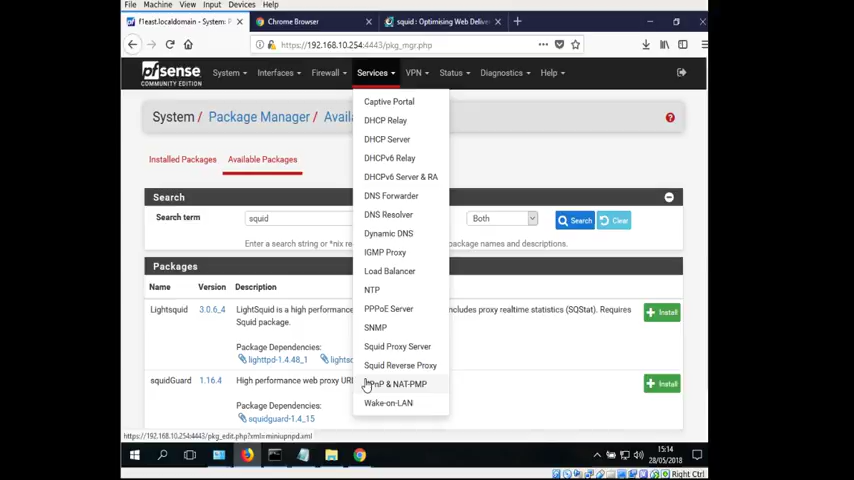 File Machine View Input Devices Help
f1east.localdomain - System: P
Chrome Browser
squid : Optimising Web Delive
https://192.168.10.254:4443/pkg_mgr.php
pfsense
COMMUNITY EDITION
System Interfaces Firewall Services VPN Status Diagnostics Help
System / Package Manager /
Captive Portal
DHCP Relay
DHCP Server
DHCPv6 Relay
DHCPv6 Server & RA
DNS Forwarder
DNS Resolver
Dynamic DNS
IGMP Proxy
Load Balancer
NTP
PPPoE Server
SNMP
Squid Proxy Server
Squid Reverse Proxy
& NAT-PMP
Wake-on-LAN
Installed Packages Available Packages
Search
Search term squid Both Search Clear
Enter a search string or *nix package names and descriptions.
Packages
Name Version Description
Lightsquid 3.0.6_4 LightSquid is a high performance cludes proxy realtime statistics (SQStat). Requires Install
Squid package.
Package Dependencies:
lighttpd-1.4.48_1
squidGuard 1.16.4 High performance web proxy Install
Package Dependencies:
squidguard-1.4_15
https://192.168.10.254:4443/pkg_edit.php?xml=miniupnpd.xml
15:14
28/05/2018
Right Ctrl